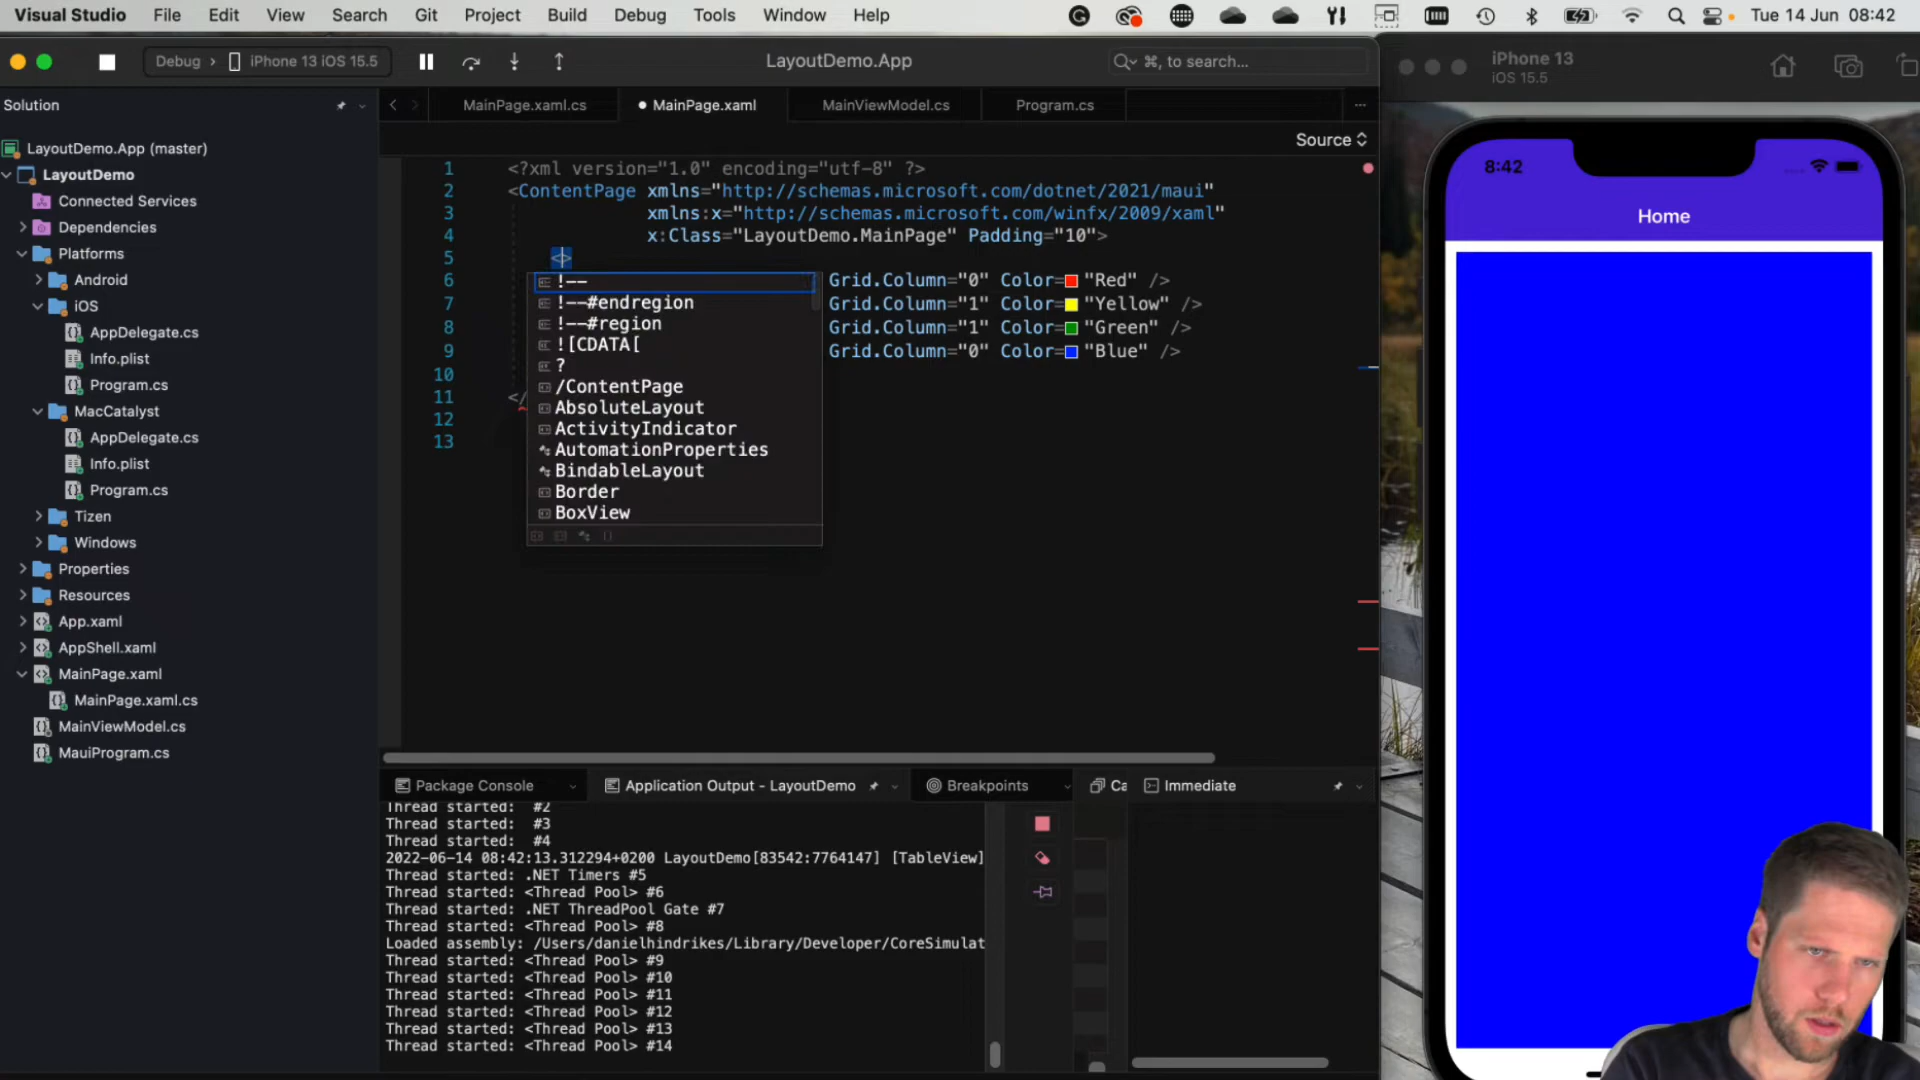 Visual Studio File Edit View Search Git Project Build Debug Tools Window Help Tue 14 Jun 08:42
Debug iPhone 13 iOS 15.5 LayoutDemo.App ⌘, to search...
iPhone 13
iOS 15.5
Solution
LayoutDemo.App (master)
LayoutDemo
Connected Services
Dependencies
Platforms
Android
iOS
AppDelegate.cs
Info.plist
Program.cs
MacCatalyst
AppDelegate.cs
Info.plist
Program.cs
Tizen
Windows
Properties
Resources
App.xaml
AppShell.xaml
MainPage.xaml
MainPage.xaml.cs
MainViewModel.cs
MauiProgram.cs
MainPage.xaml.cs MainPage.xaml MainViewModel.cs Program.cs
Source
1 <?xml version="1.0" encoding="utf-8" ?>
2 <ContentPage xmlns="http://schemas.microsoft.com/dotnet/2021/maui"
3 xmlns:x="http://schemas.microsoft.com/winfx/2009/xaml"
4 x:Class="LayoutDemo.MainPage" Padding="10">
5 <>
6 Grid.Column="0" Color="Red" />
7 Grid.Column="1" Color="Yellow" />
8 Grid.Column="1" Color="Green" />
9 Grid.Column="0" Color="Blue" />
10
11 </
12
13
!--
!--#endregion
!--#region
![CDATA[
?
/ContentPage
AbsoluteLayout
ActivityIndicator
AutomationProperties
BindableLayout
Border
BoxView
Package Console Application Output - LayoutDemo Breakpoints Ca Immediate
Thread started: #2
Thread started: #3
Thread started: #4
2022-06-14 08:42:13.312294+0200 LayoutDemo[83542:7764147] [TableView]
Thread started: .NET Timers #5
Thread started: <Thread Pool> #6
Thread started: .NET ThreadPool Gate #7
Thread started: <Thread Pool> #8
Loaded assembly: /Users/danielhindrikes/Library/Developer/CoreSimulat
Thread started: <Thread Pool> #9
Thread started: <Thread Pool> #10
Thread started: <Thread Pool> #11
Thread started: <Thread Pool> #12
Thread started: <Thread Pool> #13
Thread started: <Thread Pool> #14
8:42
Home